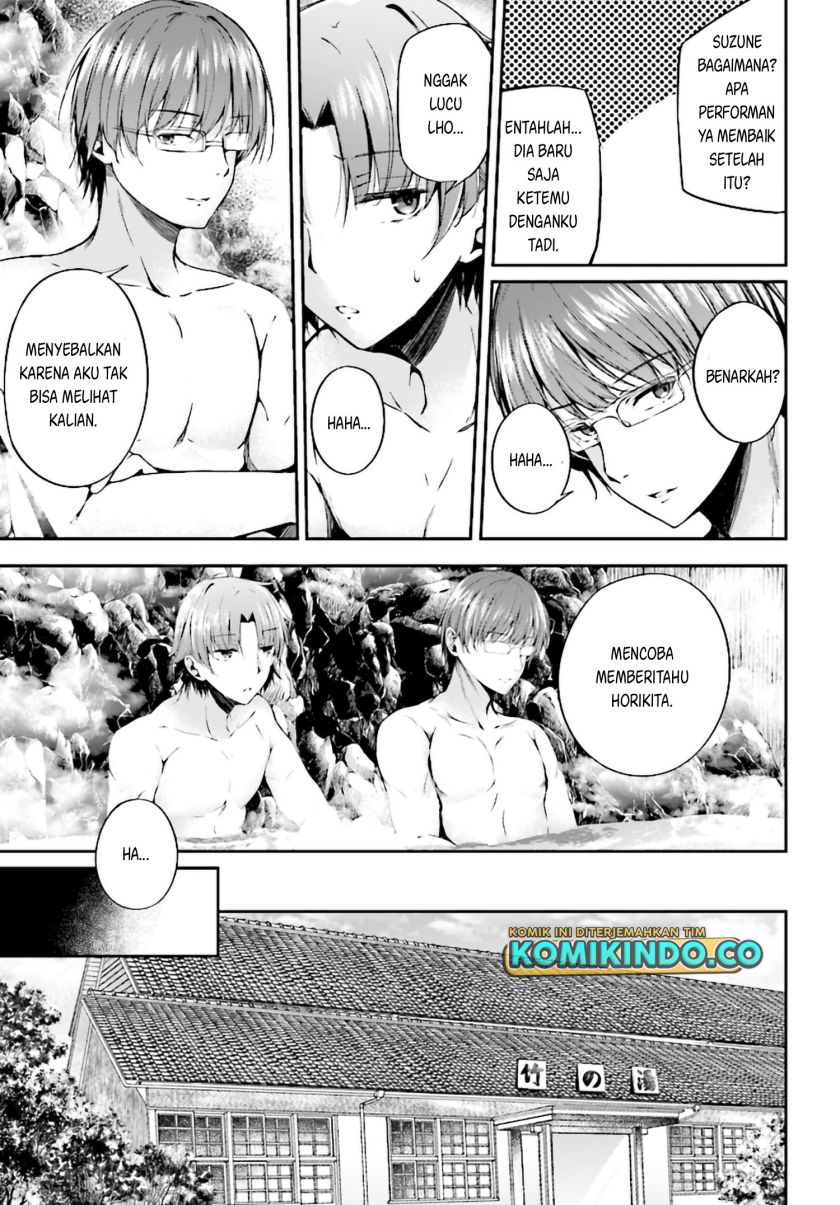 SUZUNE
BAGAIMANA?
APA
PERFORMAN
YA MEMBAIK
SETELAH
ITU?
ENTAHLAH...
DIA BARU
SAJA
KETEMU
DENGANKU
TADI.
BENARKAH?
HAHA...
NGGAK
LUCU
LHO...
HAHA...
MENYEBALKAN
KARENA AKU TAK
BISA MELIHAT
KALIAN.
MENCOBA
MEMBERITAHU
HORIKITA.
HA...
KOMIK INI DITERJEMAHKAN TIM
KOMIKINDO.CO
竹の湯